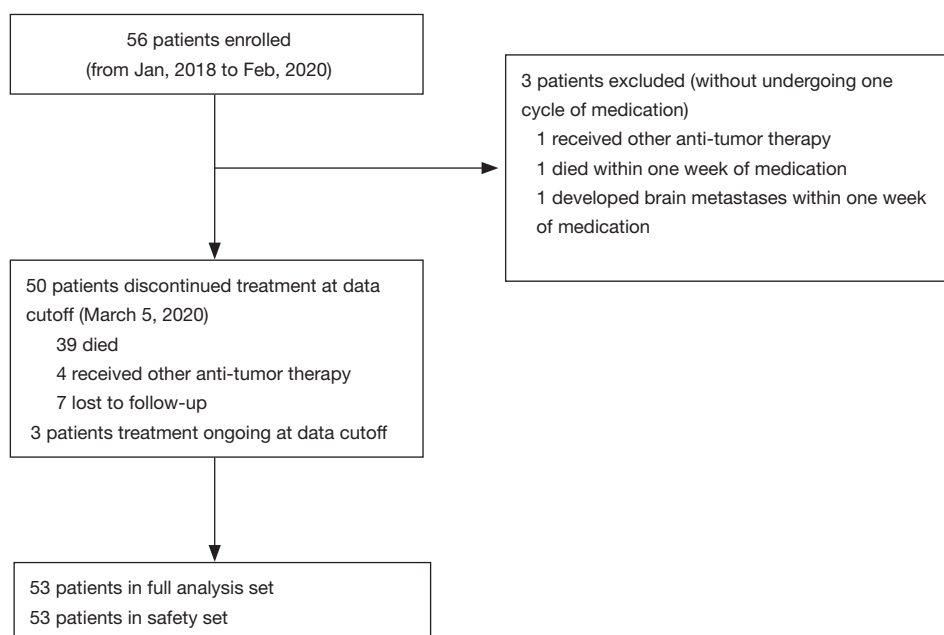 56 patients enrolled
(from Jan, 2018 to Feb, 2020)
3 patients excluded (without undergoing one
cycle of medication)
1 received other anti-tumor therapy
1 died within one week of medication
1 developed brain metastases within one week
of medication
50 patients discontinued treatment at data
cutoff (March 5, 2020)
39 died
4 received other anti-tumor therapy
7 lost to follow-up
3 patients treatment ongoing at data cutoff
53 patients in full analysis set
53 patients in safety set